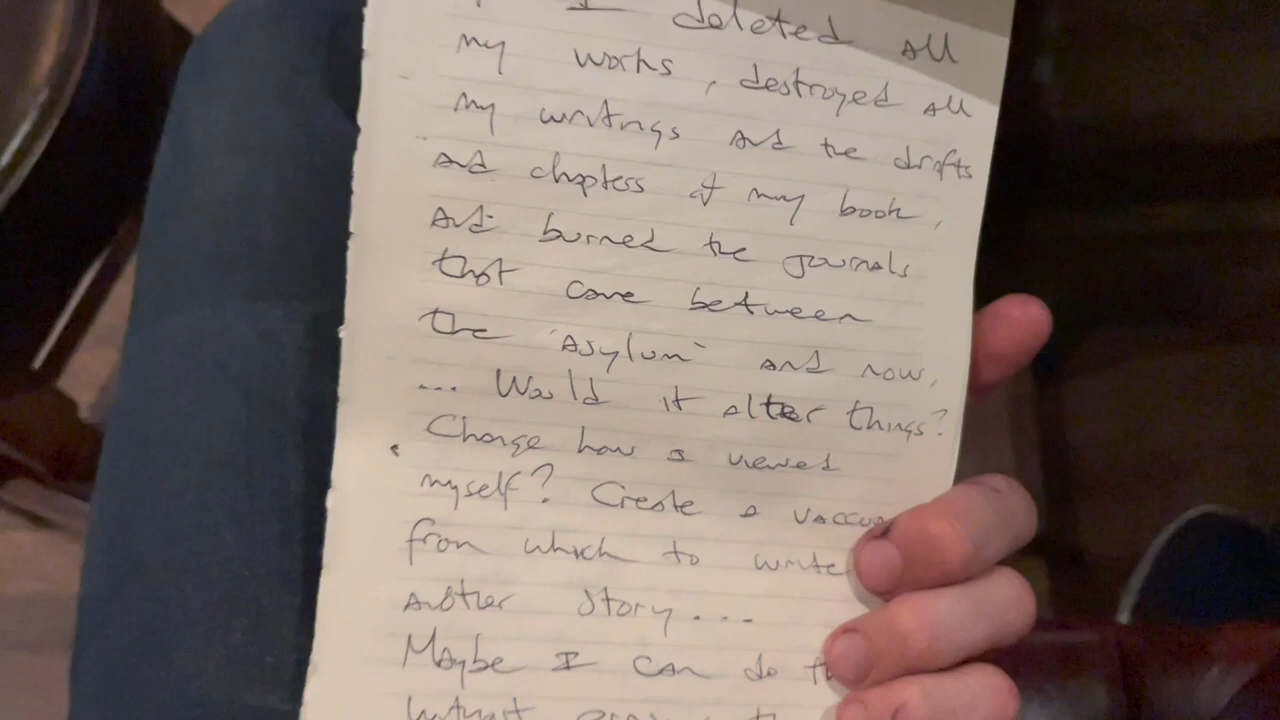 I deleted all
my works, destroyed all
my writings and the drafts
and chapters of my book,
and burned the journals
that came between
the "asylum" and now,
... Would it alter things?
Change how I viewed
myself? Create a
from which to write
another story....
Maybe I can do
without